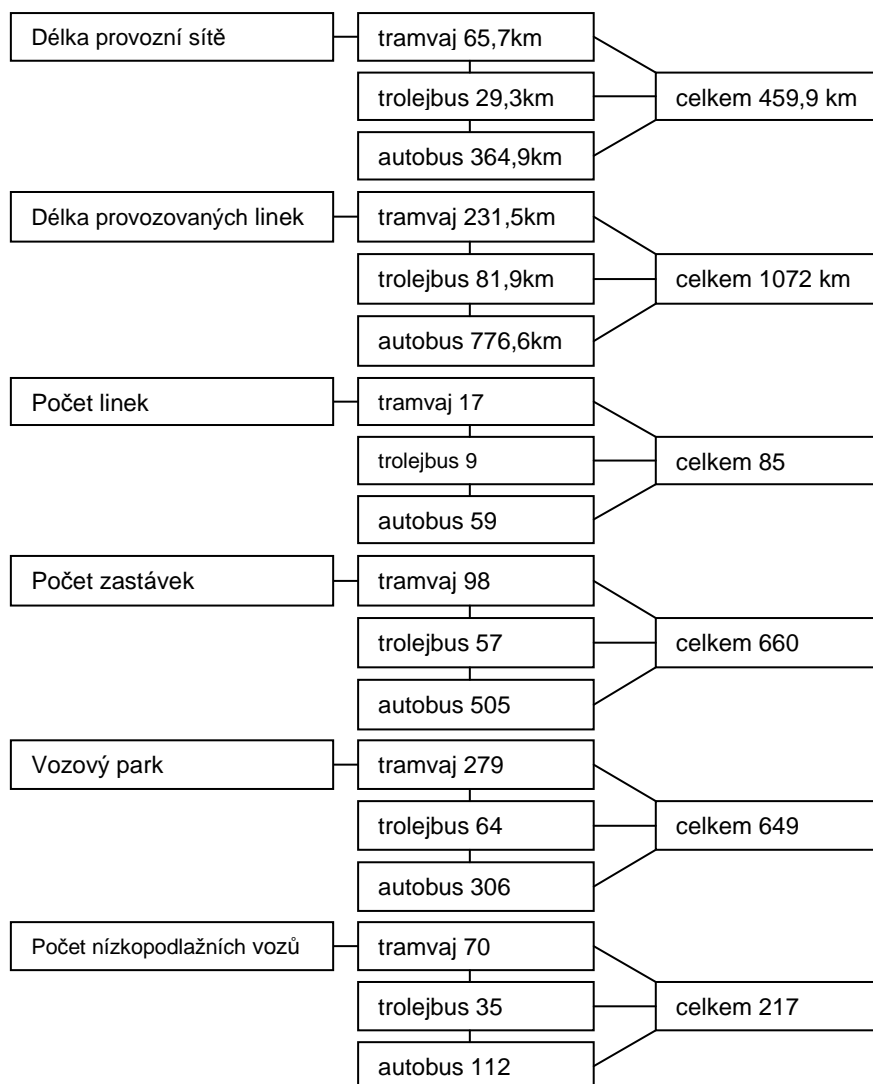 Délka provozní sítě
tramvaj 65,7km
trolejbus 29,3km
autobus 364,9km
celkem 459,9 km
Délka provozovaných linek
tramvaj 231,5km
trolejbus 81,9km
autobus 776,6km
celkem 1072 km
Počet linek
tramvaj 17
trolejbus 9
autobus 59
celkem 85
Počet zastávek
tramvaj 98
trolejbus 57
autobus 505
celkem 660
Vozový park
tramvaj 279
trolejbus 64
autobus 306
celkem 649
Počet nízkopodlažních vozů
tramvaj 70
trolejbus 35
autobus 112
celkem 217